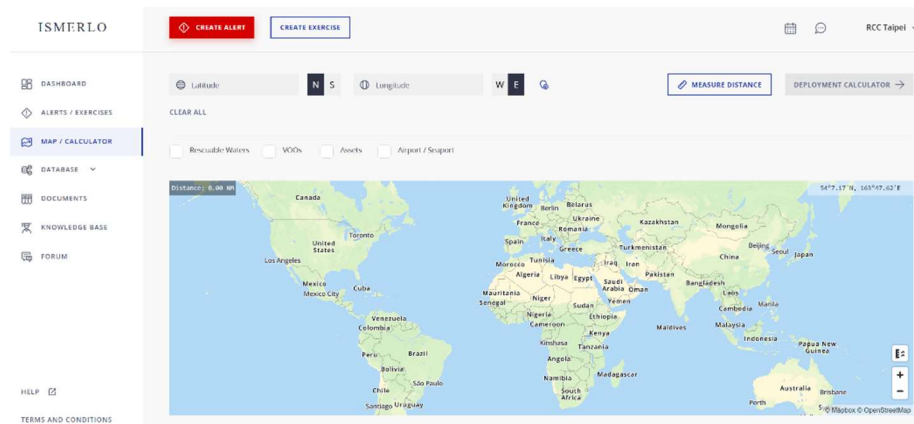 ISMERLO
CREATE ALERT
CREATE EXERCISE
RCC Taipei
DASHBOARD
ALERTS / EXERCISES
MAP / CALCULATOR
DATABASE
DOCUMENTS
KNOWLEDGE BASE
FORUM
HELP
TERMS AND CONDITIONS
Latitude
N S
Longitude
W E
MEASURE DISTANCE
DEPLOYMENT CALCULATOR
CLEAR ALL
Rescuable Waters
VOOs
Assets
Airport / Seaport
Distance: 0.00 NM
54°7.17'N, 165°47.62'E
Canada
United
Kingdom
Berlin
Belarus
Ukraine
France
Romania
Kazakhstan
Mongolia
Toronto
United
States
Spain
Italy
Greece
Turkmenistan
Beijing
Seoul
Japan
China
Los Angeles
Morocco
Tunisia
Iraq
Iran
Algeria
Libya
Egypt
Saudi
Arabia
Oman
Pakistan
Bangladesh
Mexico
Mexico City
Cuba
Mauritania
Senegal
Niger
Sudan
Yemen
Laos
Cambodia
Manila
Venezuela
Colombia
Nigeria
Cameroon
Ethiopia
Kenya
Maldives
Malaysia
Indonesia
Kinshasa
Tanzania
Papua New
Guinea
Peru
Brazil
Angola
Bolivia
Namibia
Madagascar
Chile
São Paulo
South
Africa
Australia
Brisbane
Santiago
Uruguay
Perth
© Mapbox © OpenStreetMap